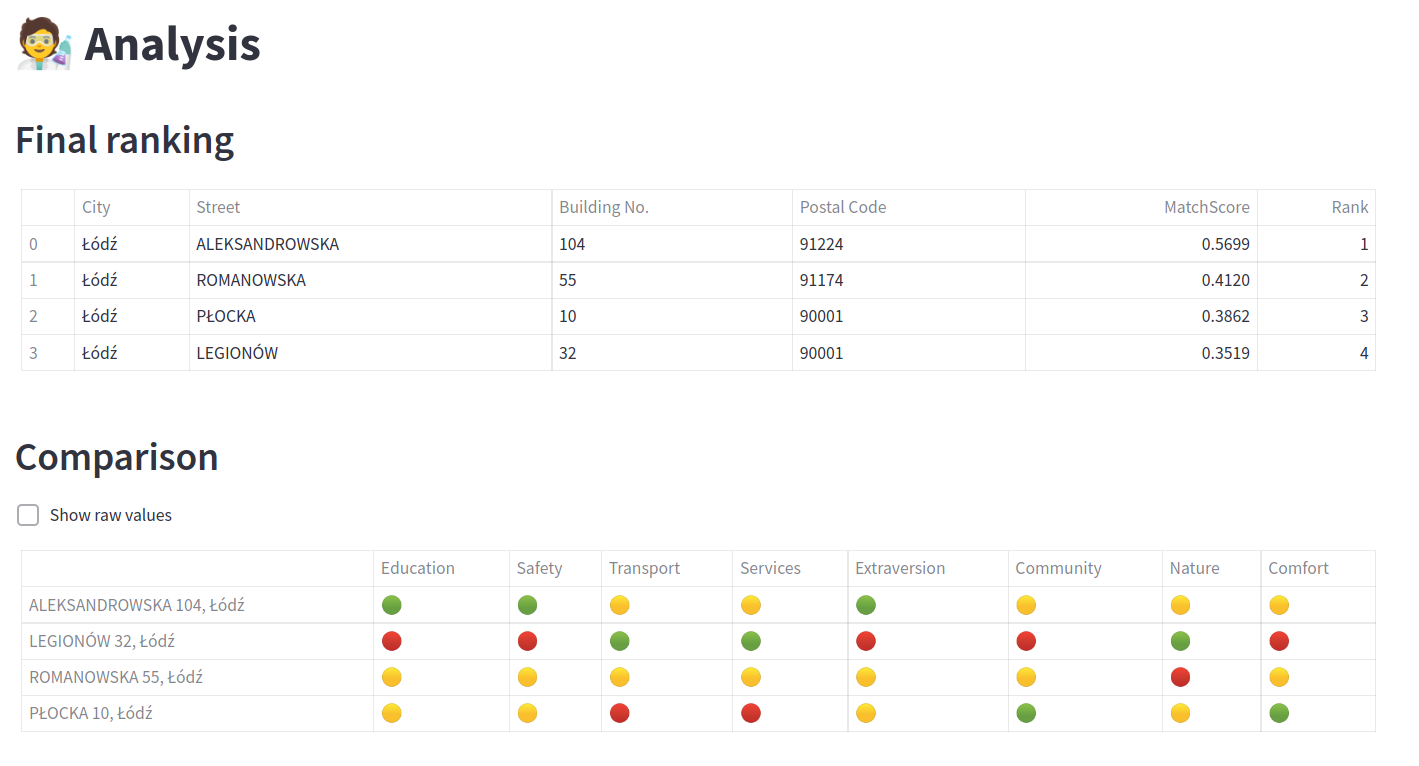 Analysis
Final ranking
City Street Building No. Postal Code MatchScore Rank
0 Łódź ALEKSANDROWSKA 104 91224 0.5699 1
1 Łódź ROMANOWSKA 55 91174 0.4120 2
2 Łódź PŁOCKA 10 90001 0.3862 3
3 Łódź LEGIONÓW 32 90001 0.3519 4
Comparison
Show raw values
Education Safety Transport Services Extraversion Community Nature Comfort
ALEKSANDROWSKA 104, Łódź
LEGIONÓW 32, Łódź
ROMANOWSKA 55, Łódź
PŁOCKA 10, Łódź